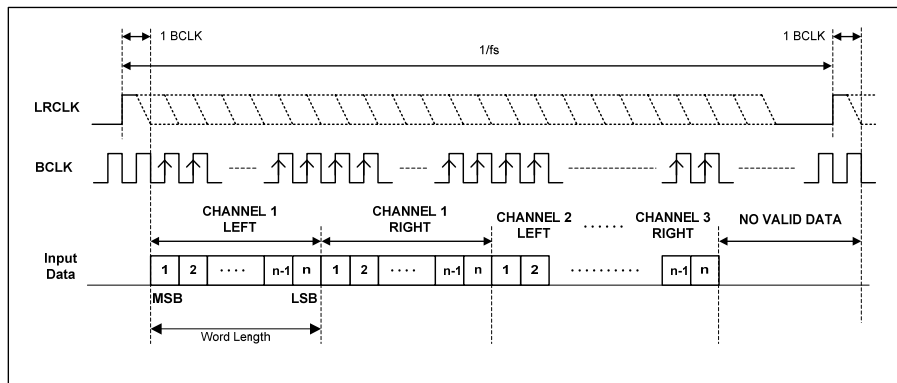 1 BCLK
1 BCLK
1/fs
LRCLK
BCLK
CHANNEL 1
LEFT
CHANNEL 1
RIGHT
CHANNEL 2
LEFT
......
CHANNEL 3
RIGHT
NO VALID DATA
Input
Data
1 2 .... n-1 n 1 2 .... n-1 n 1 2 .......... n-1 n
MSB
LSB
Word Length